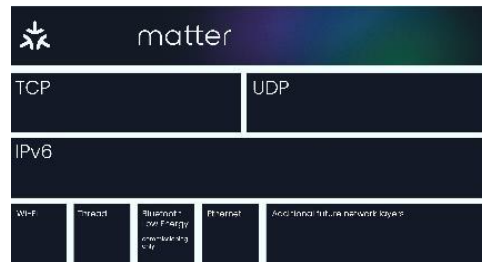 matter
TCP
UDP
IPv6
Wi-Fi
Thread
Bluetooth
Low Energy
commissioning
only
Ethernet
Additional future network layers